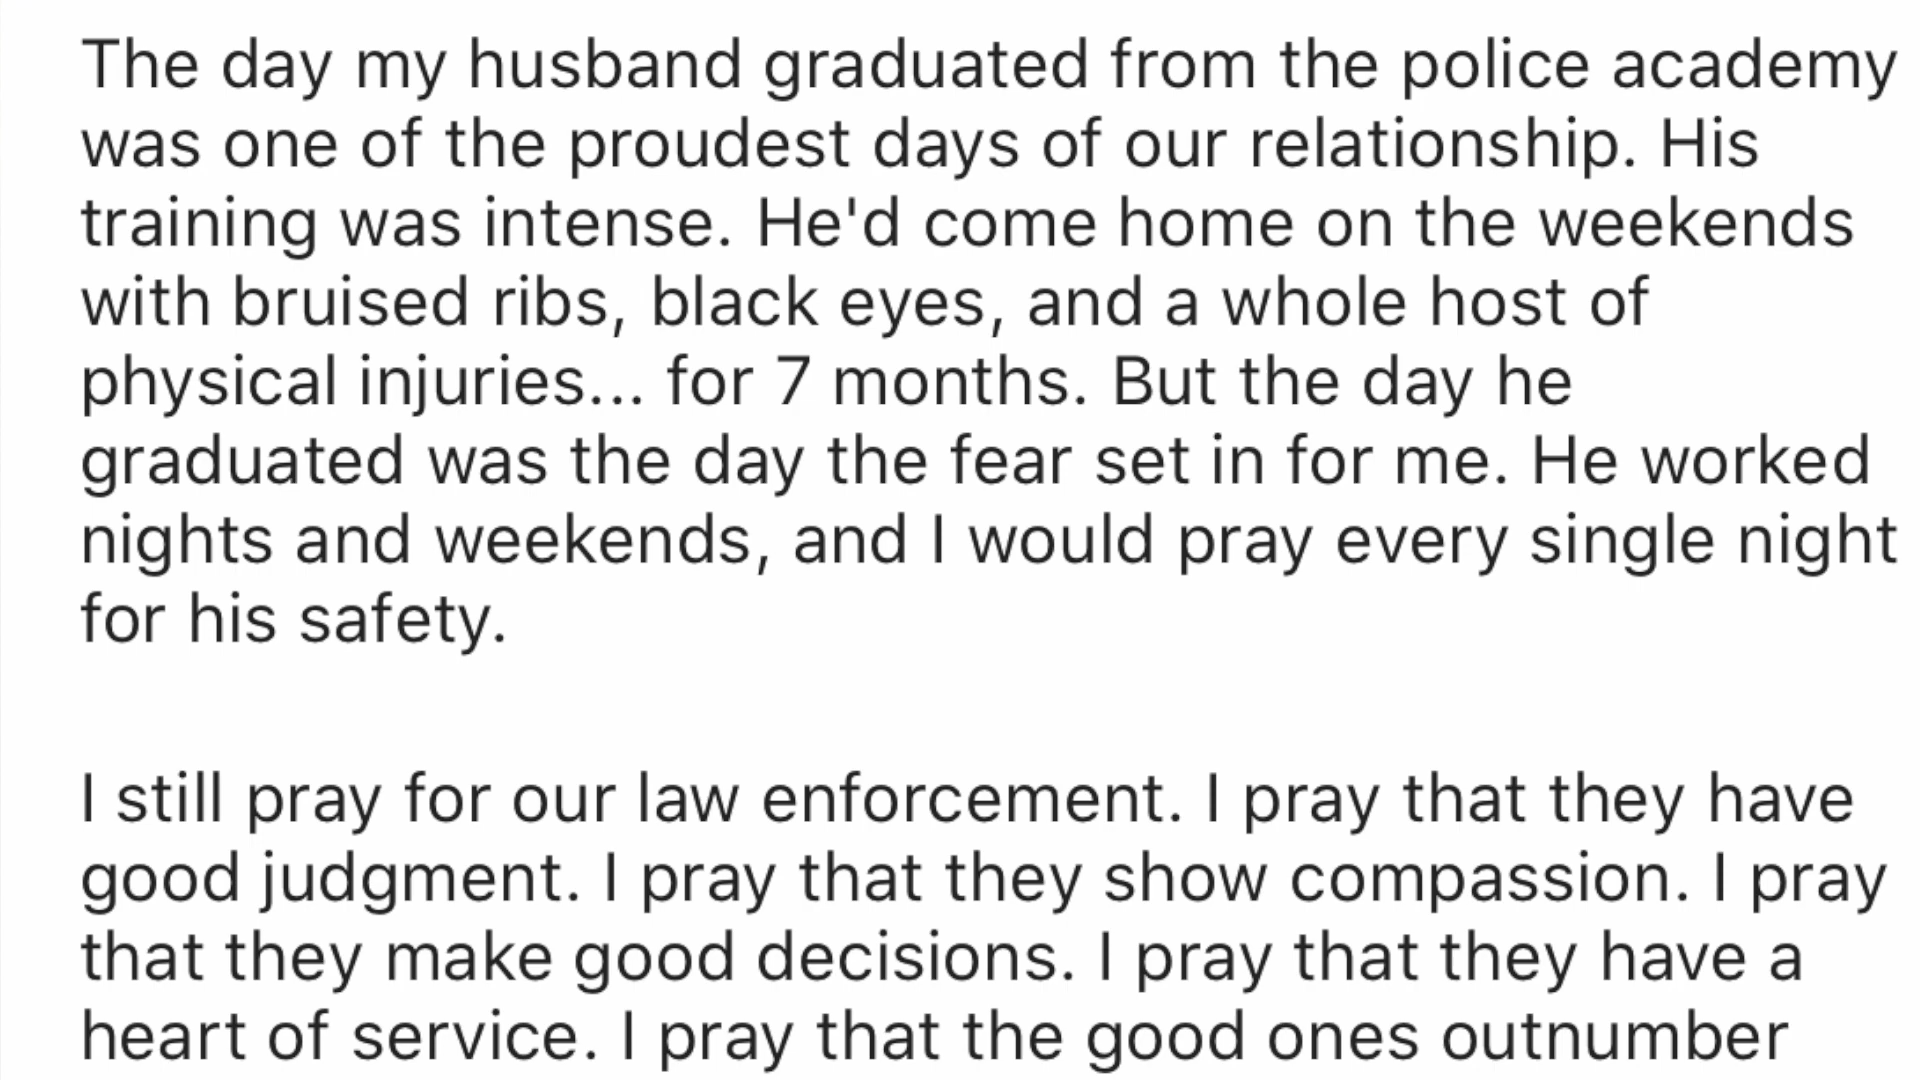 The day my husband graduated from the police academy
was one of the proudest days of our relationship. His
training was intense. He'd come home on the weekends
with bruised ribs, black eyes, and a whole host of
physical injuries... for 7 months. But the day he
graduated was the day the fear set in for me. He worked
nights and weekends, and I would pray every single night
for his safety.
I still pray for our law enforcement. I pray that they have
good judgment. I pray that they show compassion. I pray
that they make good decisions. I pray that they have a
heart of service. I pray that the good ones outnumber